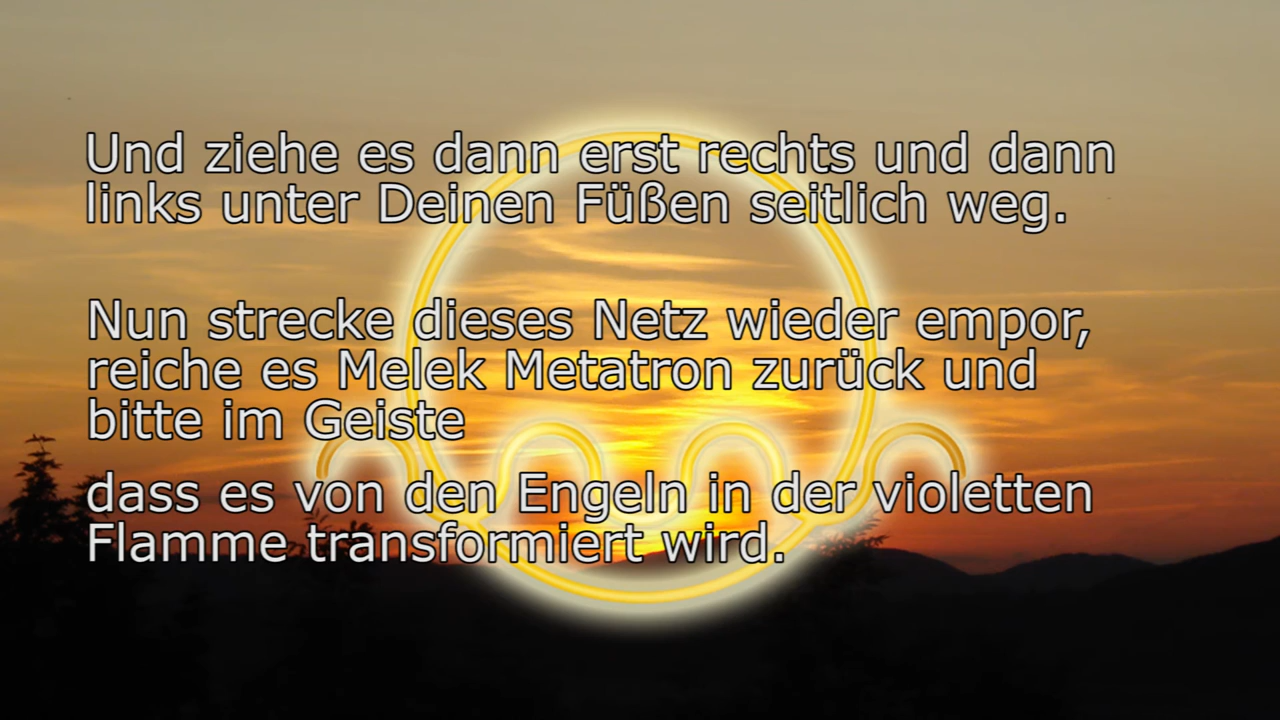 Und ziehe es dann erst rechts und dann
links unter Deinen Füßen seitlich weg.
Nun strecke dieses Netz wieder empor,
reiche es Melek Metatron zurück und
bitte im Geiste
dass es von den Engeln in der violetten
Flamme transformiert wird.